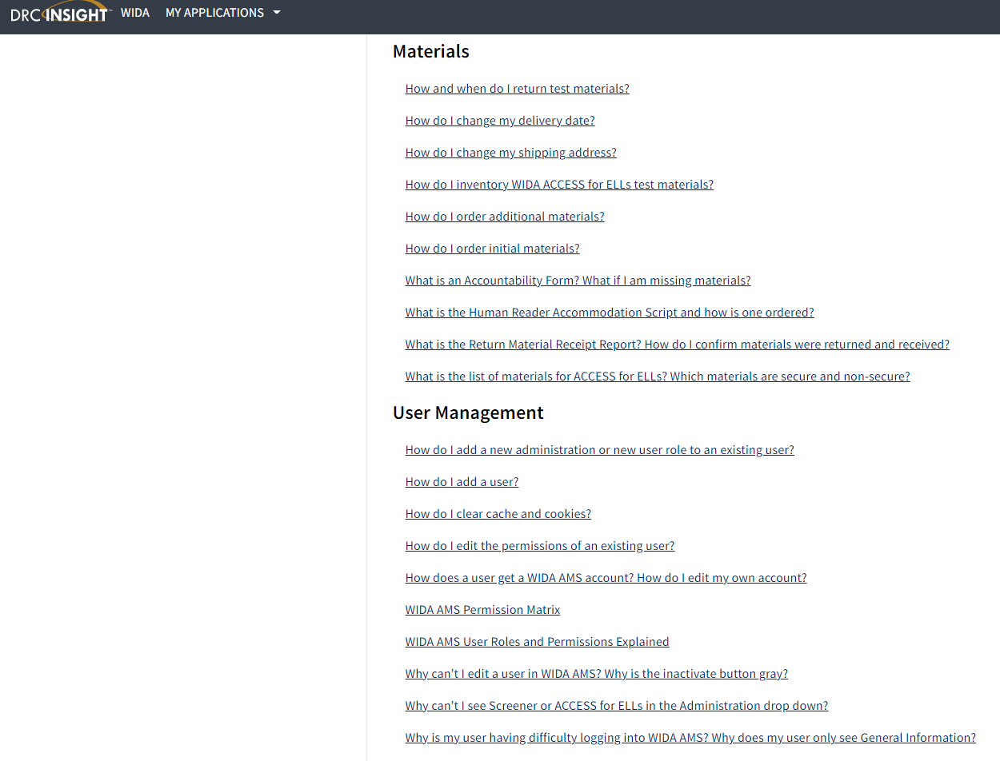 DRC INSIGHT™ WIDA MY APPLICATIONS
Materials
How and when do I return test materials?
How do I change my delivery date?
How do I change my shipping address?
How do I inventory WIDA ACCESS for ELLs test materials?
How do I order additional materials?
How do I order initial materials?
What is an Accountability Form? What if I am missing materials?
What is the Human Reader Accommodation Script and how is one ordered?
What is the Return Material Receipt Report? How do I confirm materials were returned and received?
What is the list of materials for ACCESS for ELLs? Which materials are secure and non-secure?
User Management
How do I add a new administration or new user role to an existing user?
How do I add a user?
How do I clear cache and cookies?
How do I edit the permissions of an existing user?
How does a user get a WIDA AMS account? How do I edit my own account?
WIDA AMS Permission Matrix
WIDA AMS User Roles and Permissions Explained
Why can’t I edit a user in WIDA AMS? Why is the inactivate button gray?
Why can’t I see Screener or ACCESS for ELLs in the Administration drop down?
Why is my user having difficulty logging into WIDA AMS? Why does my user only see General Information?